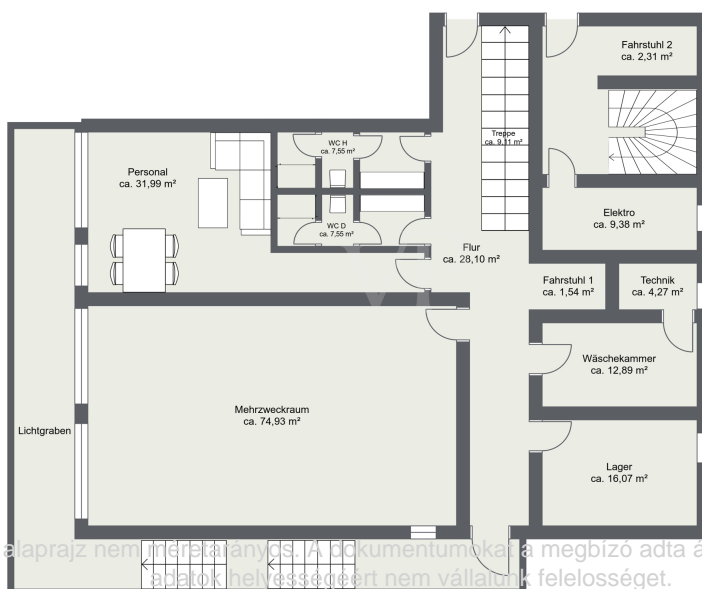 Fahrstuhl 2
ca. 2,31 m²
WC H
ca. 7,55 m²
Treppe
ca. 9,11 m²
Personal
ca. 31,99 m²
WC D
ca. 7,55 m²
Elektro
ca. 9,38 m²
Flur
ca. 28,10 m²
Fahrstuhl 1
ca. 1,54 m²
Technik
ca. 4,27 m²
Wäschekammer
ca. 12,89 m²
Mehrzweckraum
ca. 74,93 m²
Lichtgraben
Lager
ca. 16,07 m²
alaprajz nem méretarányos. A dokumentumokat a megbízó adta
adatok helyességéért nem vállalunk felelosséget.